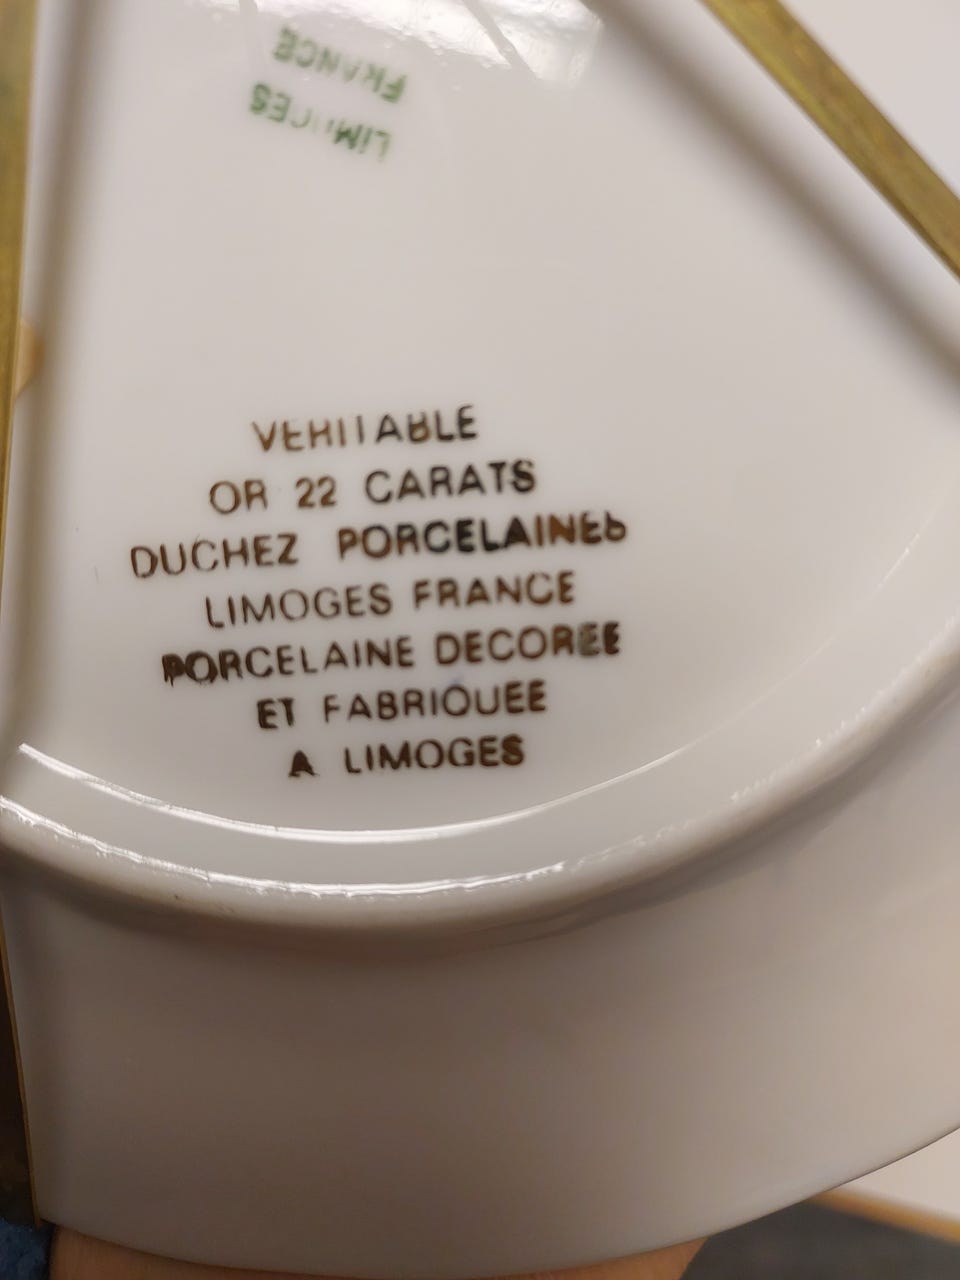 LIMOGES
FRANCE
VERITABLE
OR 22 CARATS
DUCHEZ PORCELAINES
LIMOGES FRANCE
PORCELAINE DECOREE
ET FABRIQUEE
A LIMOGES